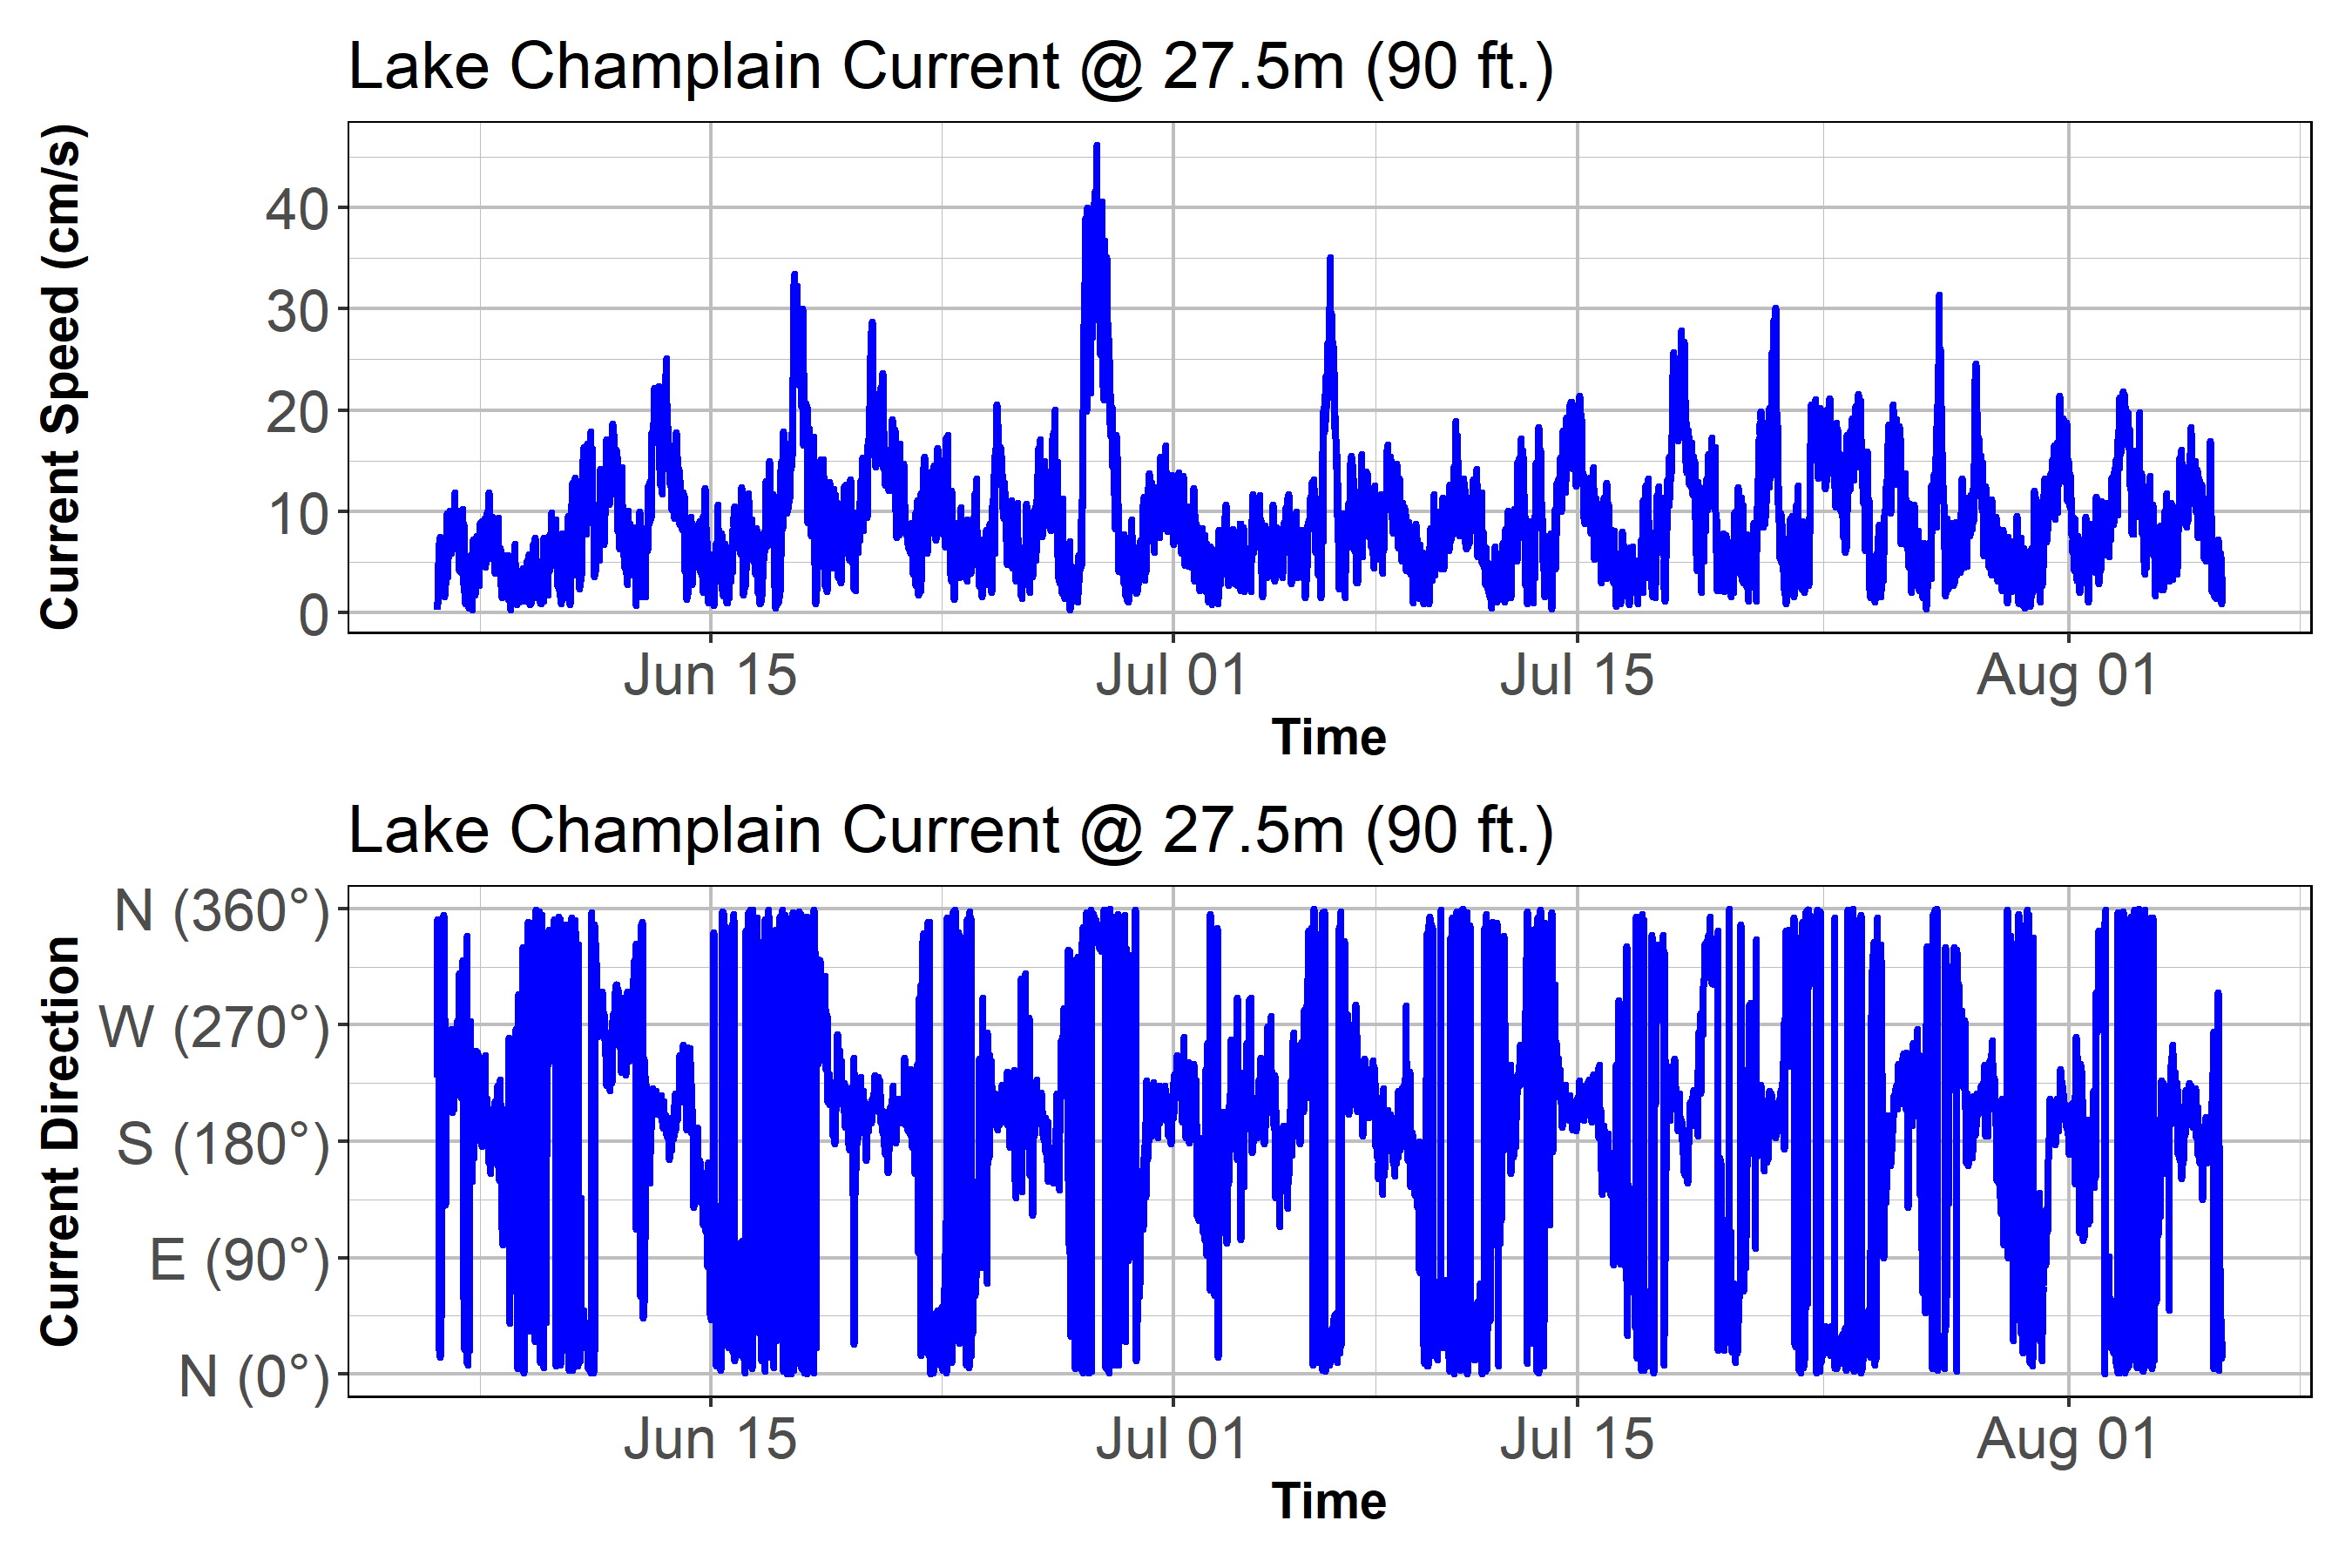 Lake Champlain Current @ 27.5m (90 ft.)
Current Speed (cm/s)
40
30
20
10
0
Jun 15 Jul 01 Jul 15 Aug 01
Time
Lake Champlain Current @ 27.5m (90 ft.)
Current Direction
N (360°)
W (270°)
S (180°)
E (90°)
N (0°)
Jun 15 Jul 01 Jul 15 Aug 01
Time